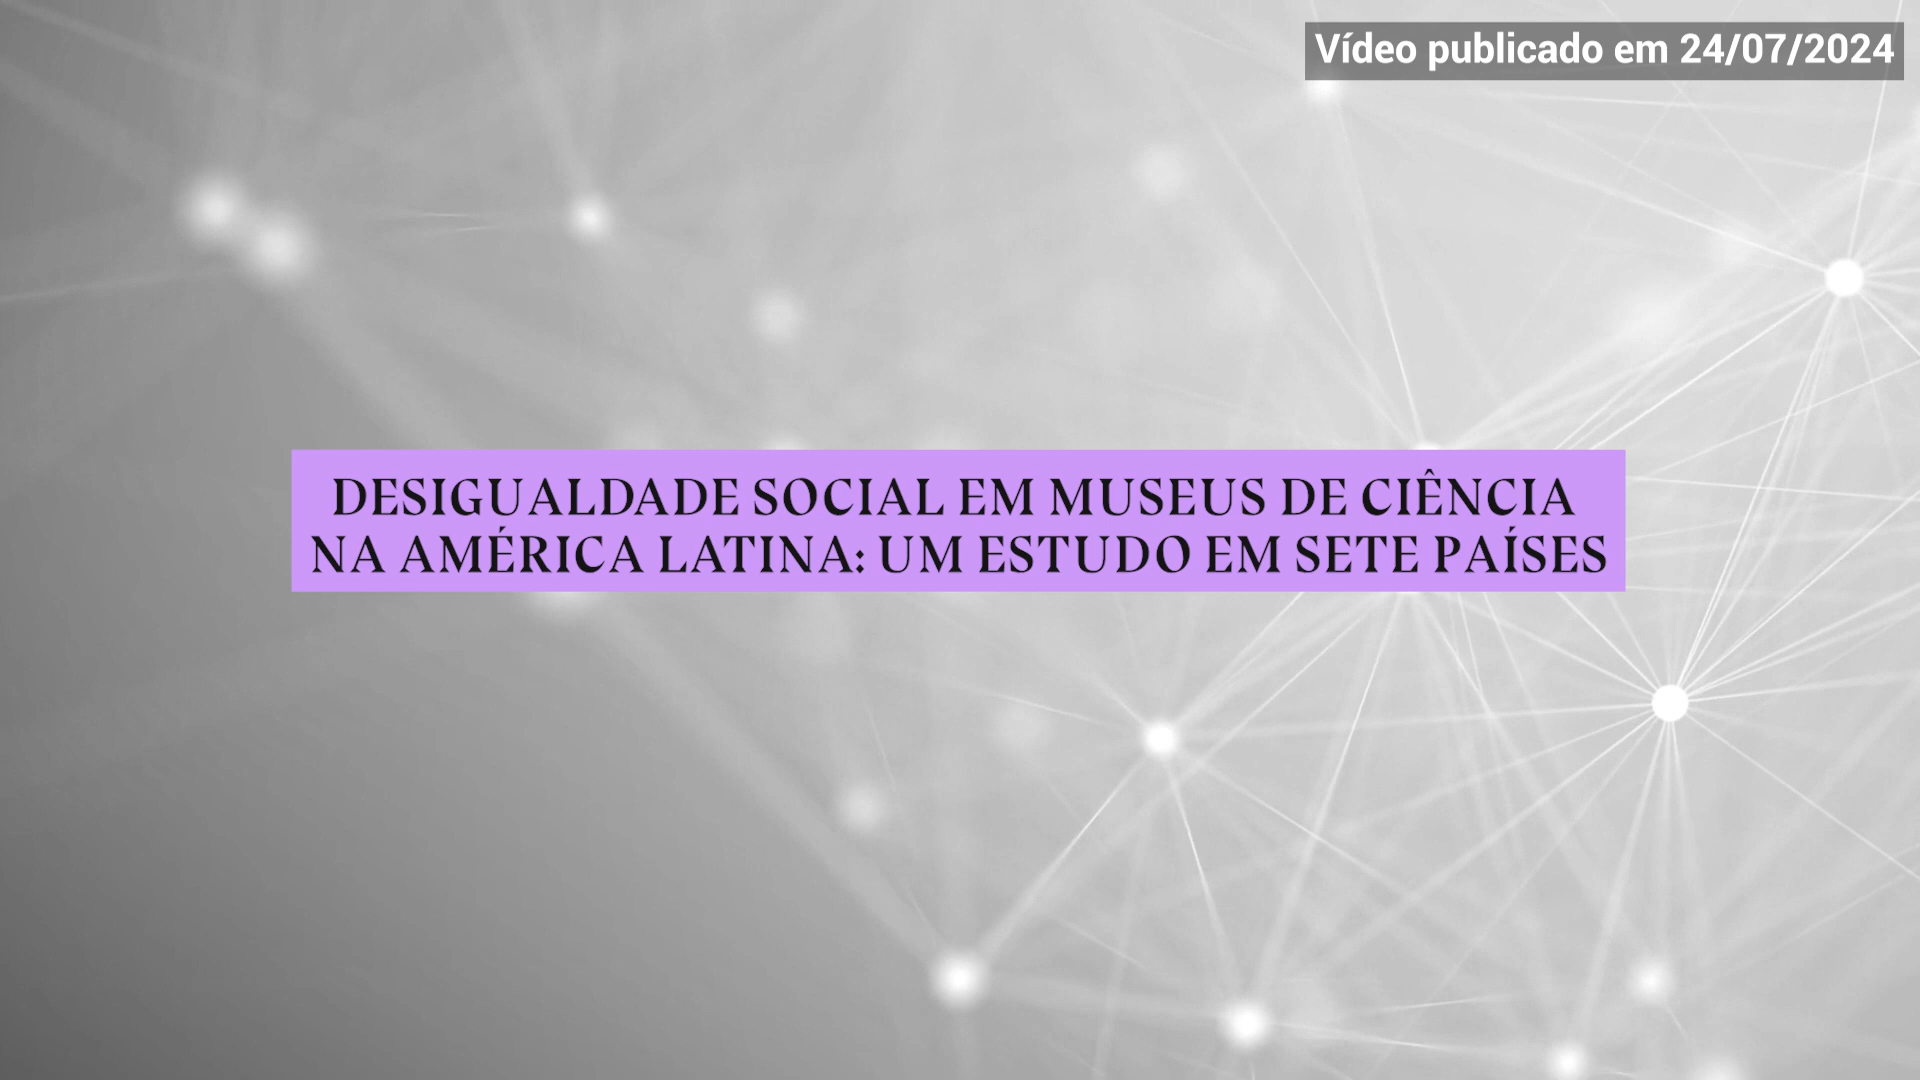 Vídeo publicado em 24/07/2024
DESIGUALDADE SOCIAL EM MUSEUS DE CIÊNCIA
NA AMÉRICA LATINA: UM ESTUDO EM SETE PAÍSES